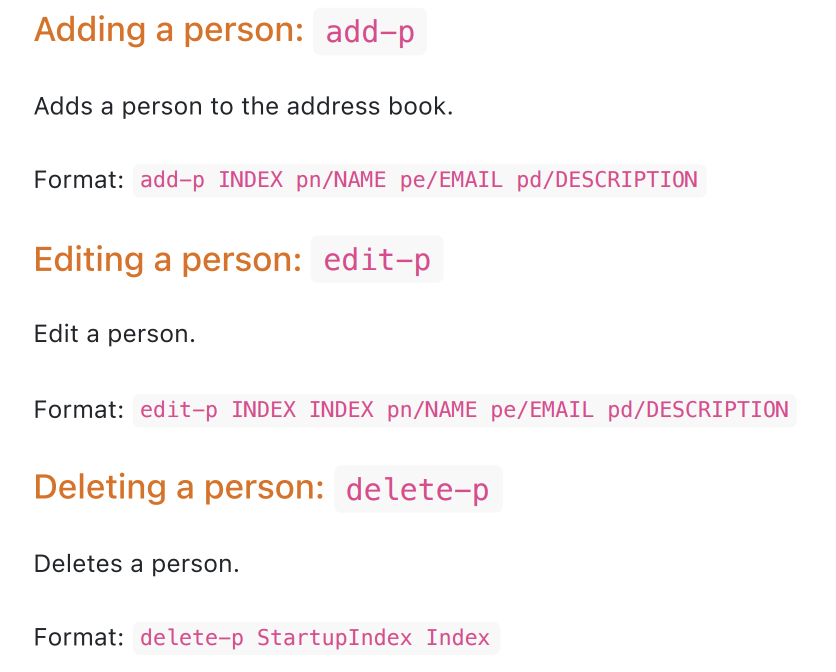 Adding a person: add-p
Adds a person to the address book.
Format: add-p INDEX pn/NAME pe/EMAIL pd/DESCRIPTION
Editing a person: edit-p
Edit a person.
Format: edit-p INDEX INDEX pn/NAME pe/EMAIL pd/DESCRIPTION
Deleting a person: delete-p
Deletes a person.
Format: delete-p StartupIndex Index